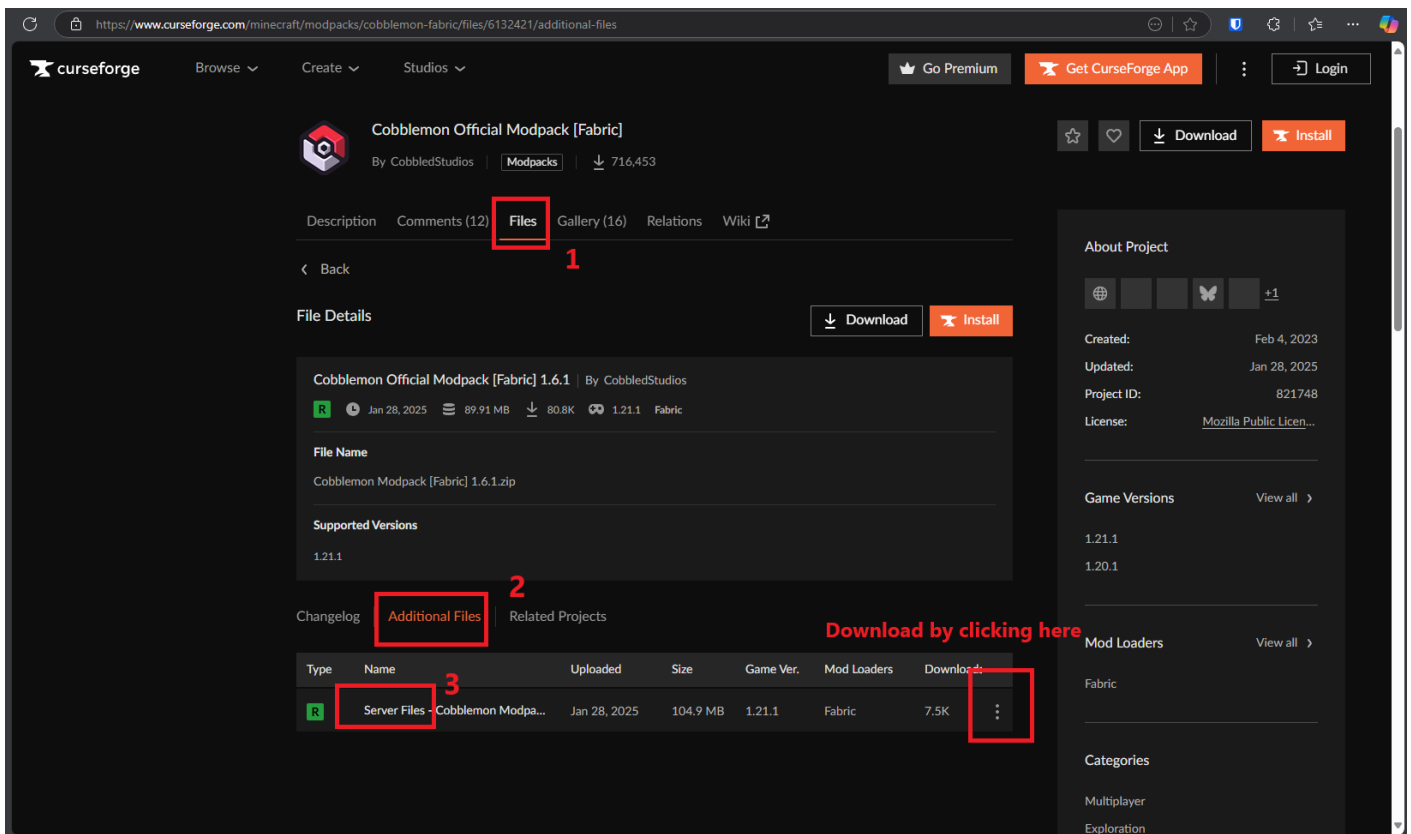 https://www.curseforge.com/minecraft/modpacks/cobblemon-fabric/files/6132421/additional-files
curseforge
Browse
Create
Studios
Go Premium
Get CurseForge App
Login
Cobblemon Official Modpack [Fabric]
By CobbledStudios
Modpacks
716,453
Download
Install
Description
Comments (12)
Files
Gallery (16)
Relations
Wiki
1
Back
File Details
Download
Install
Cobblemon Official Modpack [Fabric] 1.6.1
By CobbledStudios
R
Jan 28, 2025
89.91 MB
80.8K
1.21.1
Fabric
File Name
Cobblemon Modpack [Fabric] 1.6.1.zip
Supported Versions
1.21.1
2
Changelog
Additional Files
Related Projects
Download by clicking here
Type
Name
Uploaded
Size
Game Ver.
Mod Loaders
Download:
3
R
Server Files - Cobblemon Modpa...
Jan 28, 2025
104.9 MB
1.21.1
Fabric
7.5K
About Project
+1
Created:
Feb 4, 2023
Updated:
Jan 28, 2025
Project ID:
821748
License:
Mozilla Public Licen...
Game Versions
View all
1.21.1
1.20.1
Mod Loaders
View all
Fabric
Categories
Multiplayer
Exploration